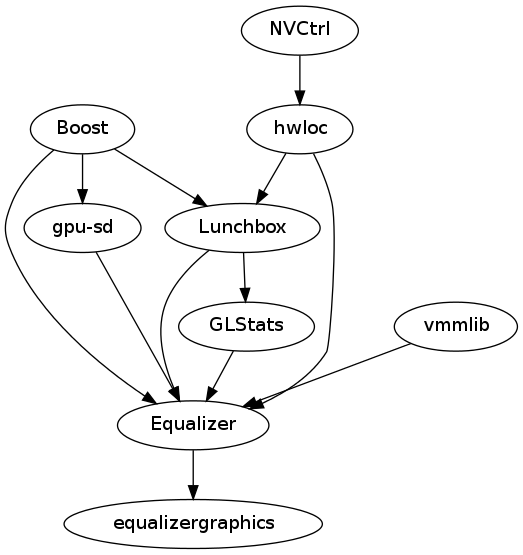 NVCtrl
Boost
hwloc
gpu-sd
Lunchbox
GLStats
vmmlib
Equalizer
equalizergraphics